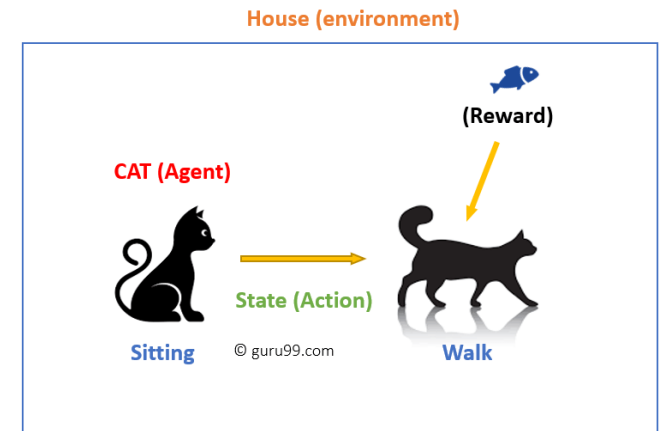 House (environment)
(Reward)
CAT (Agent)
State (Action)
Sitting
© guru99.com
Walk